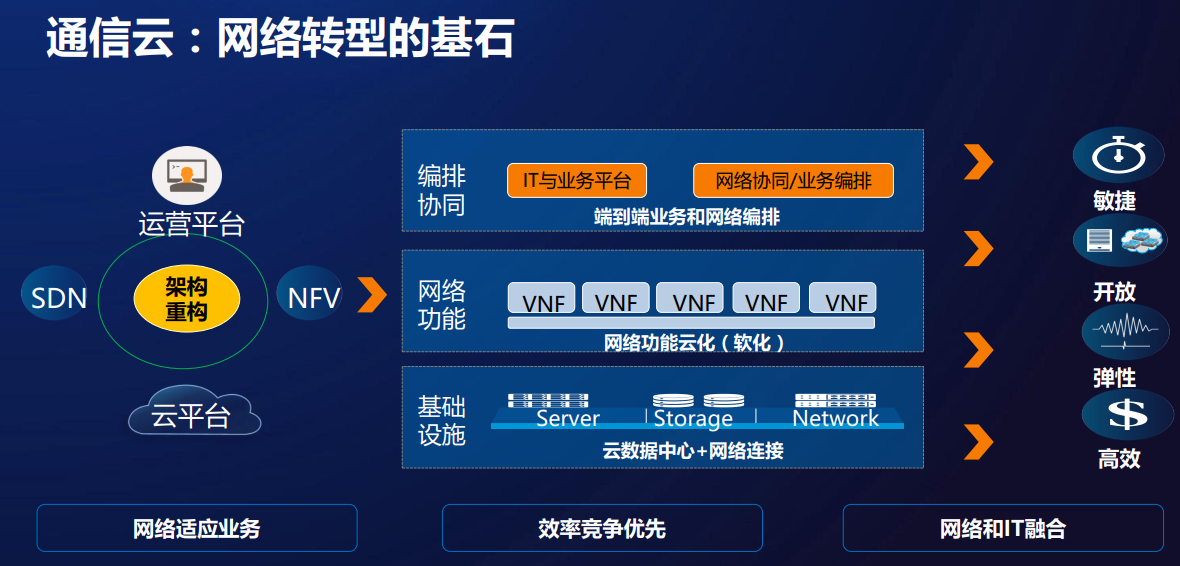 通信云：网络转型的基石
运营平台
SDN
架构
重构
NFV
云平台
编排
协同
IT与业务平台
网络协同/业务编排
端到端业务和网络编排
网络
功能
VNF
VNF
VNF
VNF
VNF
网络功能云化（软化）
基础
设施
Server
Storage
Network
云数据中心+网络连接
敏捷
开放
弹性
高效
网络适应业务
效率竞争优先
网络和IT融合